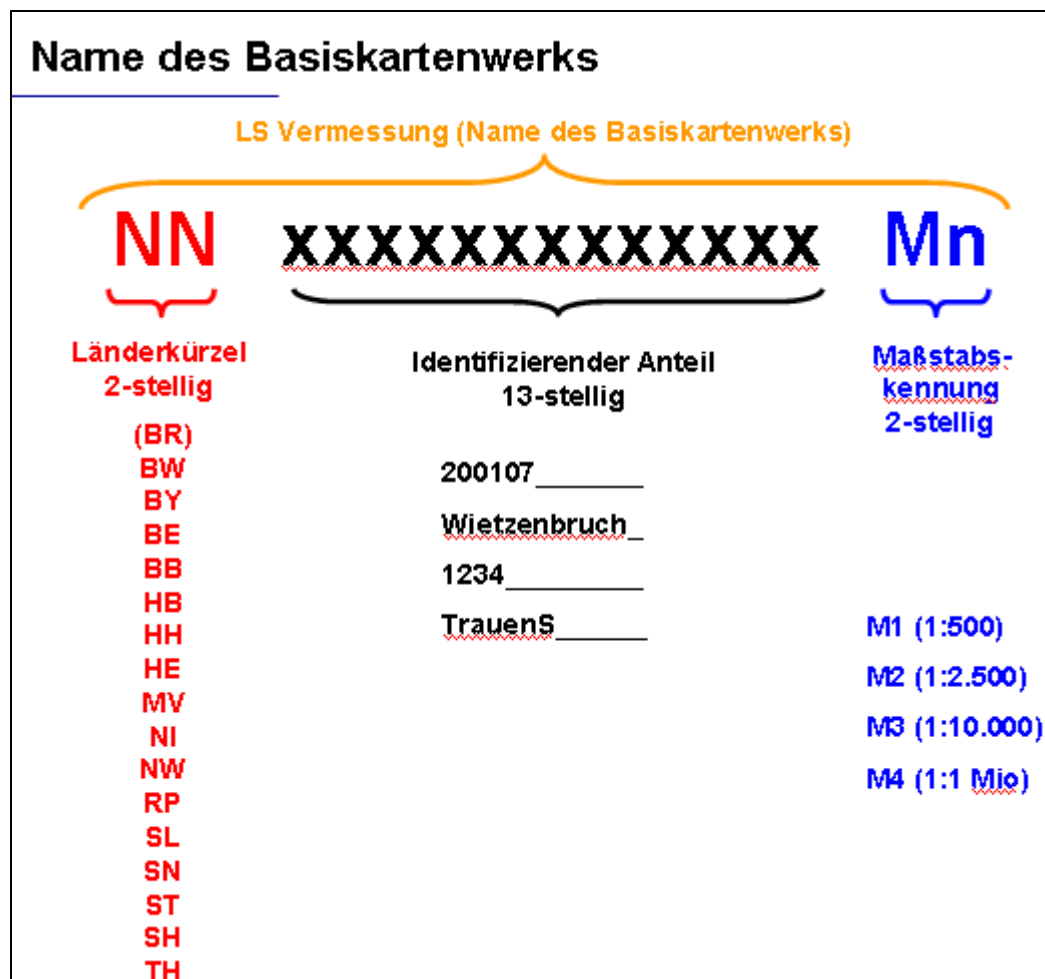 Name des Basiskartenwerks
LS Vermessung (Name des Basiskartenwerks)
NN xxxxxxxxxxxxx Mn
Länderkürzel
2-stellig
(BR)
BW
BY
BE
BB
HB
HH
HE
MV
NI
NW
RP
SL
SN
ST
SH
TH
Identifizierender Anteil
13-stellig
200107_______
Wietzenbruch_
1234_________
TrauenS______
Maßstabs-
kennung
2-stellig
M1 (1:500)
M2 (1:2.500)
M3 (1:10.000)
M4 (1:1 Mio)